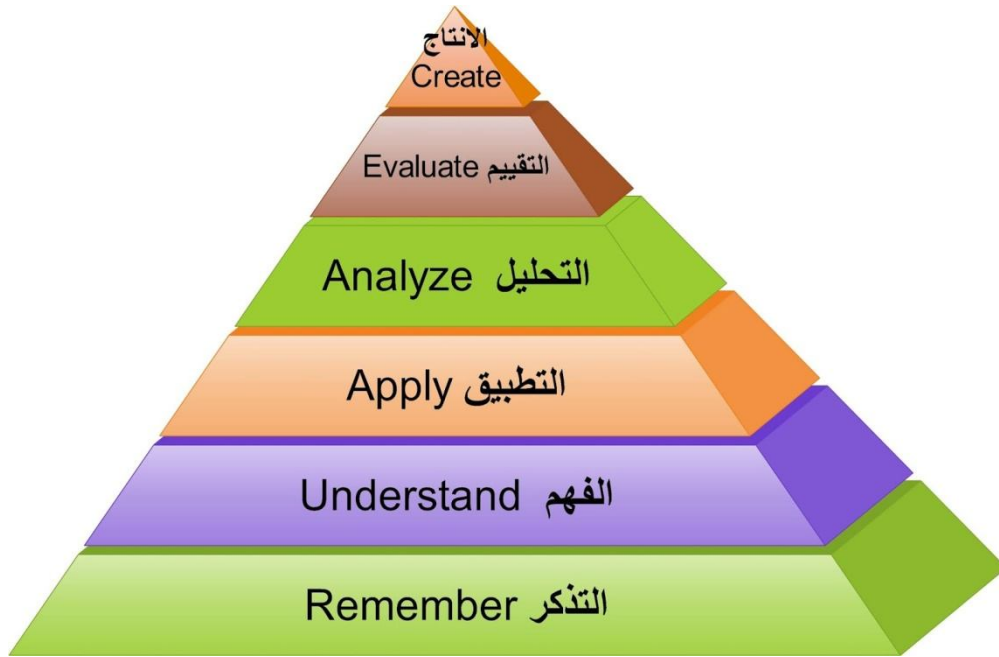 الانتاج
Create
Evaluate التقييم
Analyze التحليل
Apply التطبيق
Understand الفهم
Remember التذكر